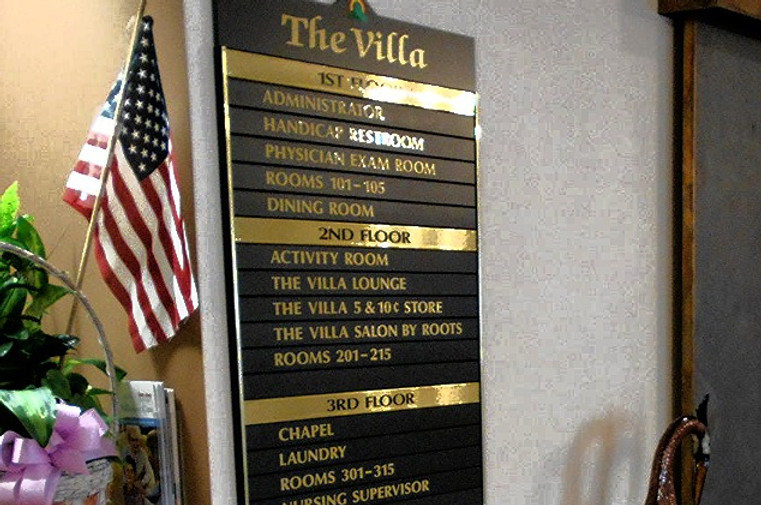 The Villa
1ST FLOOR
ADMINISTRATOR
HANDICAP RESTROOM
PHYSICIAN EXAM ROOM
ROOMS 101-105
DINING ROOM
2ND FLOOR
ACTIVITY ROOM
THE VILLA LOUNGE
THE VILLA 5 & 10¢ STORE
THE VILLA SALON BY ROOTS
ROOMS 201-215
3RD FLOOR
CHAPEL
LAUNDRY
ROOMS 301-315
NURSING SUPERVISOR